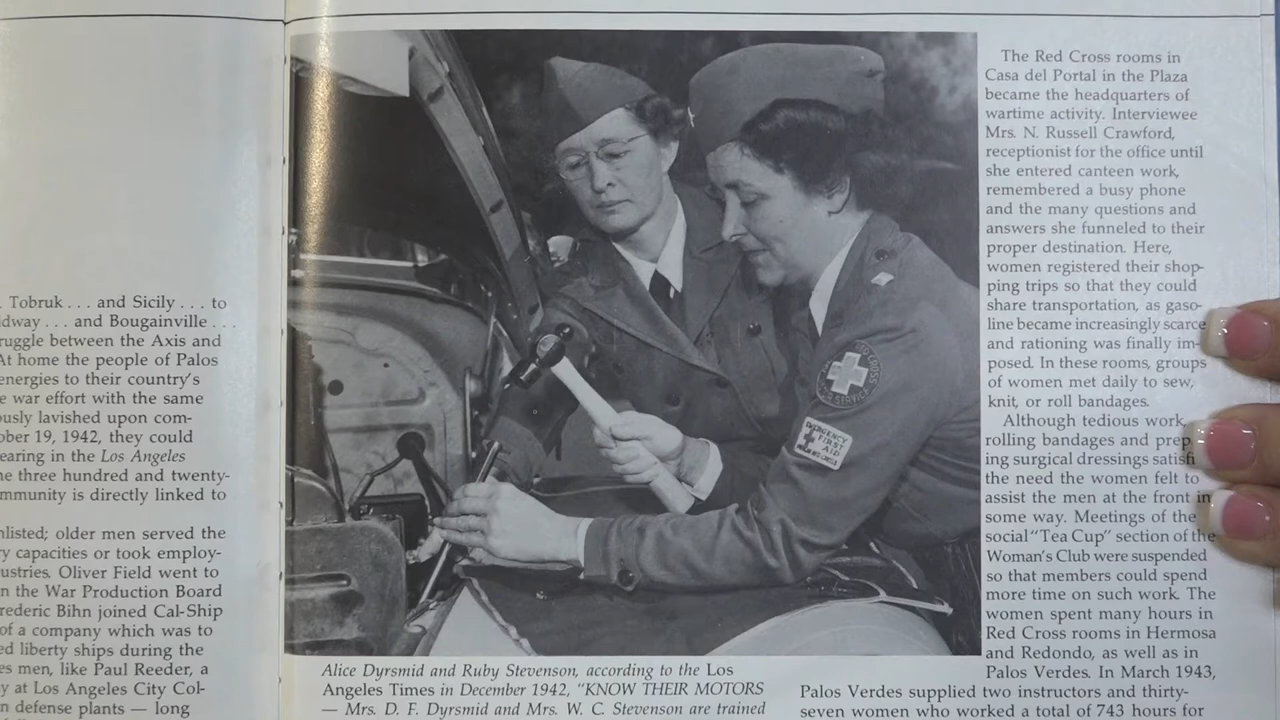 . Tobruk . . . and Sicily . . . to
dway . . . and Bougainville . . .
ruggle between the Axis and
At home the people of Palos
energies to their country's
e war effort with the same
ously lavished upon com-
ober 19, 1942, they could
earing in the Los Angeles
ne three hundred and twenty-
mmunity is directly linked to
nlisted; older men served the
ry capacities or took employ-
ustries. Oliver Field went to
n the War Production Board
rederic Bihn joined Cal-Ship
of a company which was to
ed liberty ships during the
es men, like Paul Reeder, a
y at Los Angeles City Col-
n defense plants — long
RED CROSS
SERVICE
EMERGENCY
FIRST
AID
RED CROSS
Alice Dyrsmid and Ruby Stevenson, according to the Los
Angeles Times in December 1942, "KNOW THEIR MOTORS
— Mrs. D. F. Dyrsmid and Mrs. W. C. Stevenson are trained
The Red Cross rooms in
Casa del Portal in the Plaza
became the headquarters of
wartime activity. Interviewee
Mrs. N. Russell Crawford,
receptionist for the office until
she entered canteen work,
remembered a busy phone
and the many questions and
answers she funneled to their
proper destination. Here,
women registered their shop-
ping trips so that they could
share transportation, as gaso-
line became increasingly scarce
and rationing was finally im-
posed. In these rooms, groups
of women met daily to sew,
knit, or roll bandages.
Although tedious work,
rolling bandages and prep
ing surgical dressings satisfi
the need the women felt to
assist the men at the front in
some way. Meetings of the
social "Tea Cup" section of the
Woman's Club were suspended
so that members could spend
more time on such work. The
women spent many hours in
Red Cross rooms in Hermosa
and Redondo, as well as in
Palos Verdes. In March 1943,
Palos Verdes supplied two instructors and thirty-
seven women who worked a total of 743 hours for